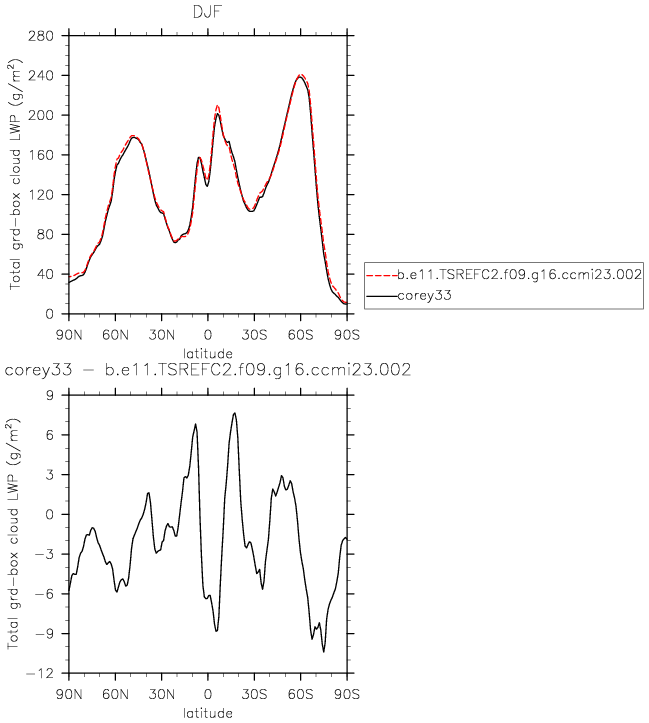 DJF
280
240
200
160
120
80
40
0
Total grd-box cloud LWP (g/m²)
90N 60N 30N 0 30S 60S 90S
latitude
b.e11.TSREFC2.f09.g16.ccmi23.002
corey33
corey33 - b.e11.TSREFC2.f09.g16.ccmi23.002
9
6
3
0
-3
-6
-9
-12
Total grd-box cloud LWP (g/m²)
90N 60N 30N 0 30S 60S 90S
latitude